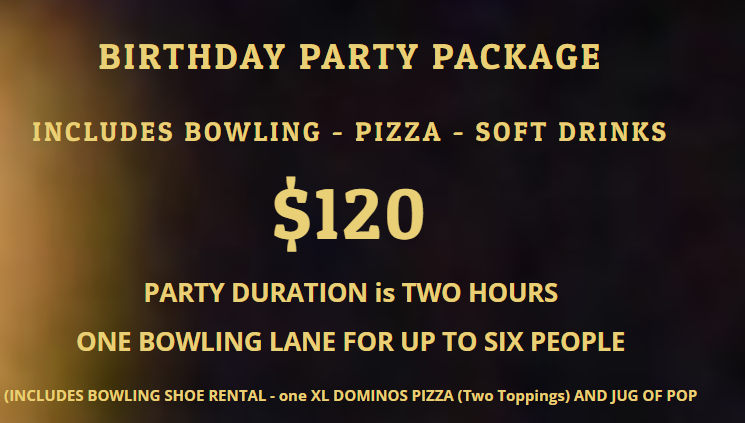 BIRTHDAY PARTY PACKAGE
INCLUDES BOWLING - PIZZA - SOFT DRINKS
$120
PARTY DURATION is TWO HOURS
ONE BOWLING LANE FOR UP TO SIX PEOPLE
(INCLUDES BOWLING SHOE RENTAL - one XL DOMINOS PIZZA (Two Toppings) AND JUG OF POP